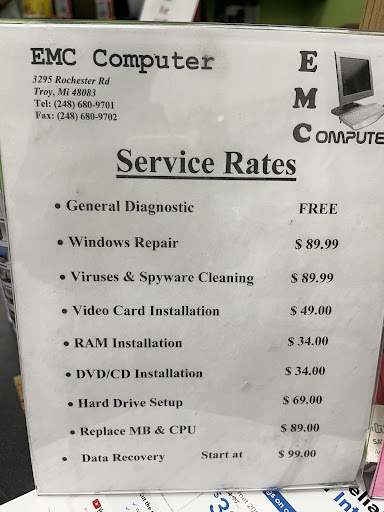 EMC Computer
3295 Rochester Rd
Troy, Mi 48083
Tel: (248) 680-9701
Fax: (248) 680-9702
E
M
COMPUTE
Service Rates
• General Diagnostic FREE
• Windows Repair $ 89.99
• Viruses & Spyware Cleaning $ 89.99
• Video Card Installation $ 49.00
• RAM Installation $ 34.00
• DVD/CD Installation $ 34.00
• Hard Drive Setup $ 69.00
• Replace MB & CPU $ 89.00
• Data Recovery Start at $ 99.00